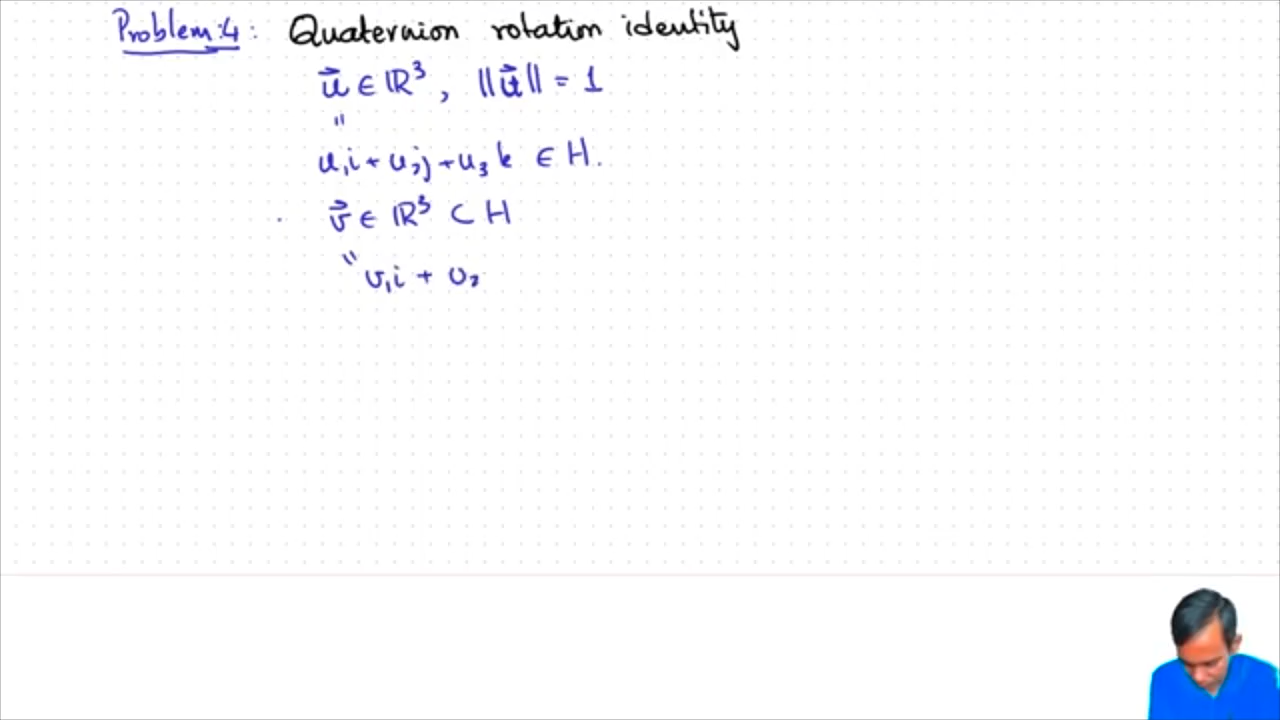 Problem:4 : Quaternion rotation identity
u⃗ ∈ ℝ³, ||u⃗|| = 1
"
u₁i + u₂j + u₃k ∈ H.
v⃗ ∈ ℝ³ ⊂ H
" v₁i + v₂